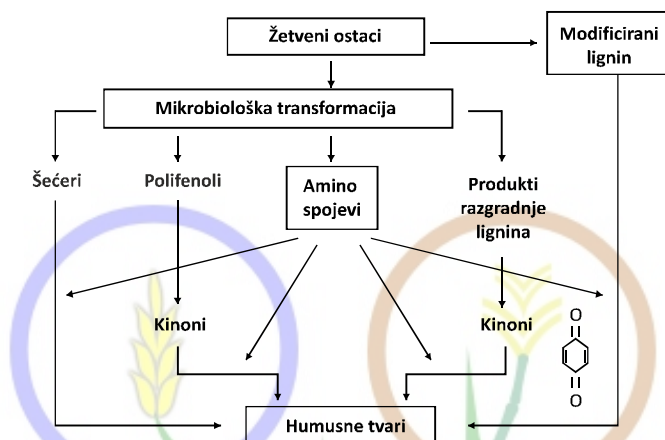 Žetveni ostaci
Modificirani
lignin
Mikrobiološka transformacija
Šećeri
Polifenoli
Amino
spojevi
Produkti
razgradnje
lignina
Kinoni
Kinoni
O
O
Humusne tvari